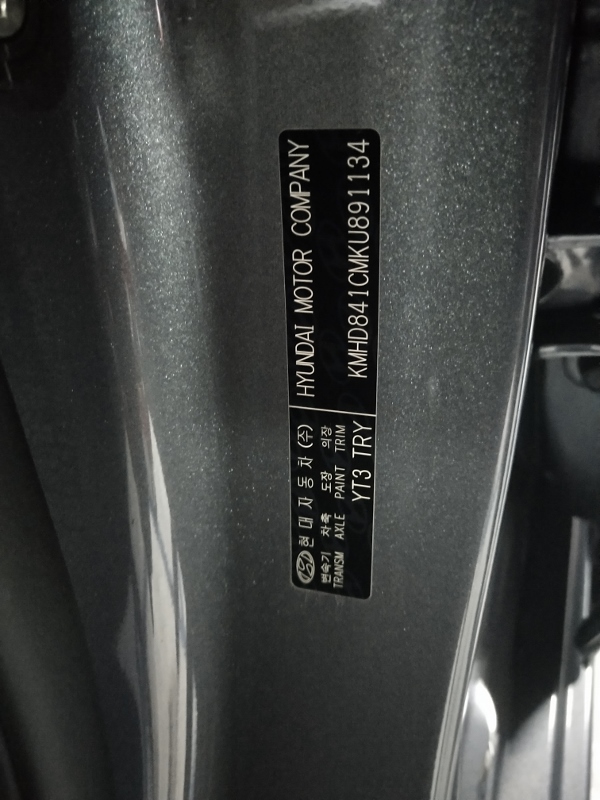 현대자동차(주) HYUNDAI MOTOR COMPANY
변속기 차축 도장 의장
TRANSM AXLE PAINT TRIM
KMHD841CMKU891134
YT3 TRY